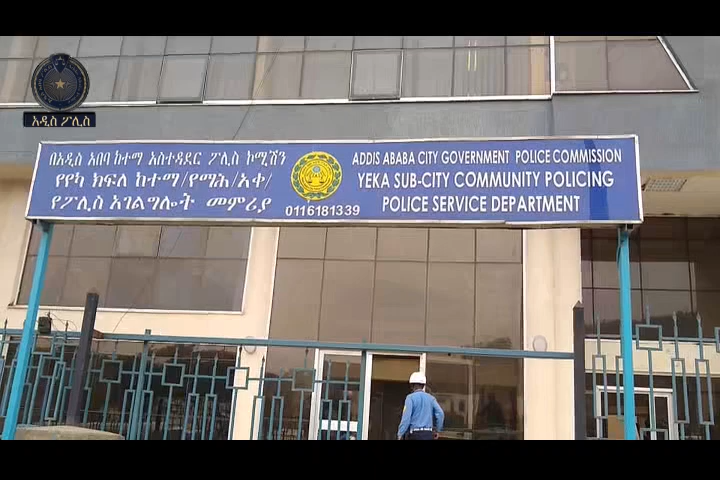 አዲስ ፖሊስ
በአዲስ አበባ ከተማ አስተዳደር ፖሊስ ኮሚሽን
የየካ ክፍለ ከተማ/የማሕ/አቀ/
የፖሊስ አገልግሎት መምሪያ
0116181339
ADDIS ABABA CITY GOVERNMENT POLICE COMMISSION
YEKA SUB-CITY COMMUNITY POLICING
POLICE SERVICE DEPARTMENT